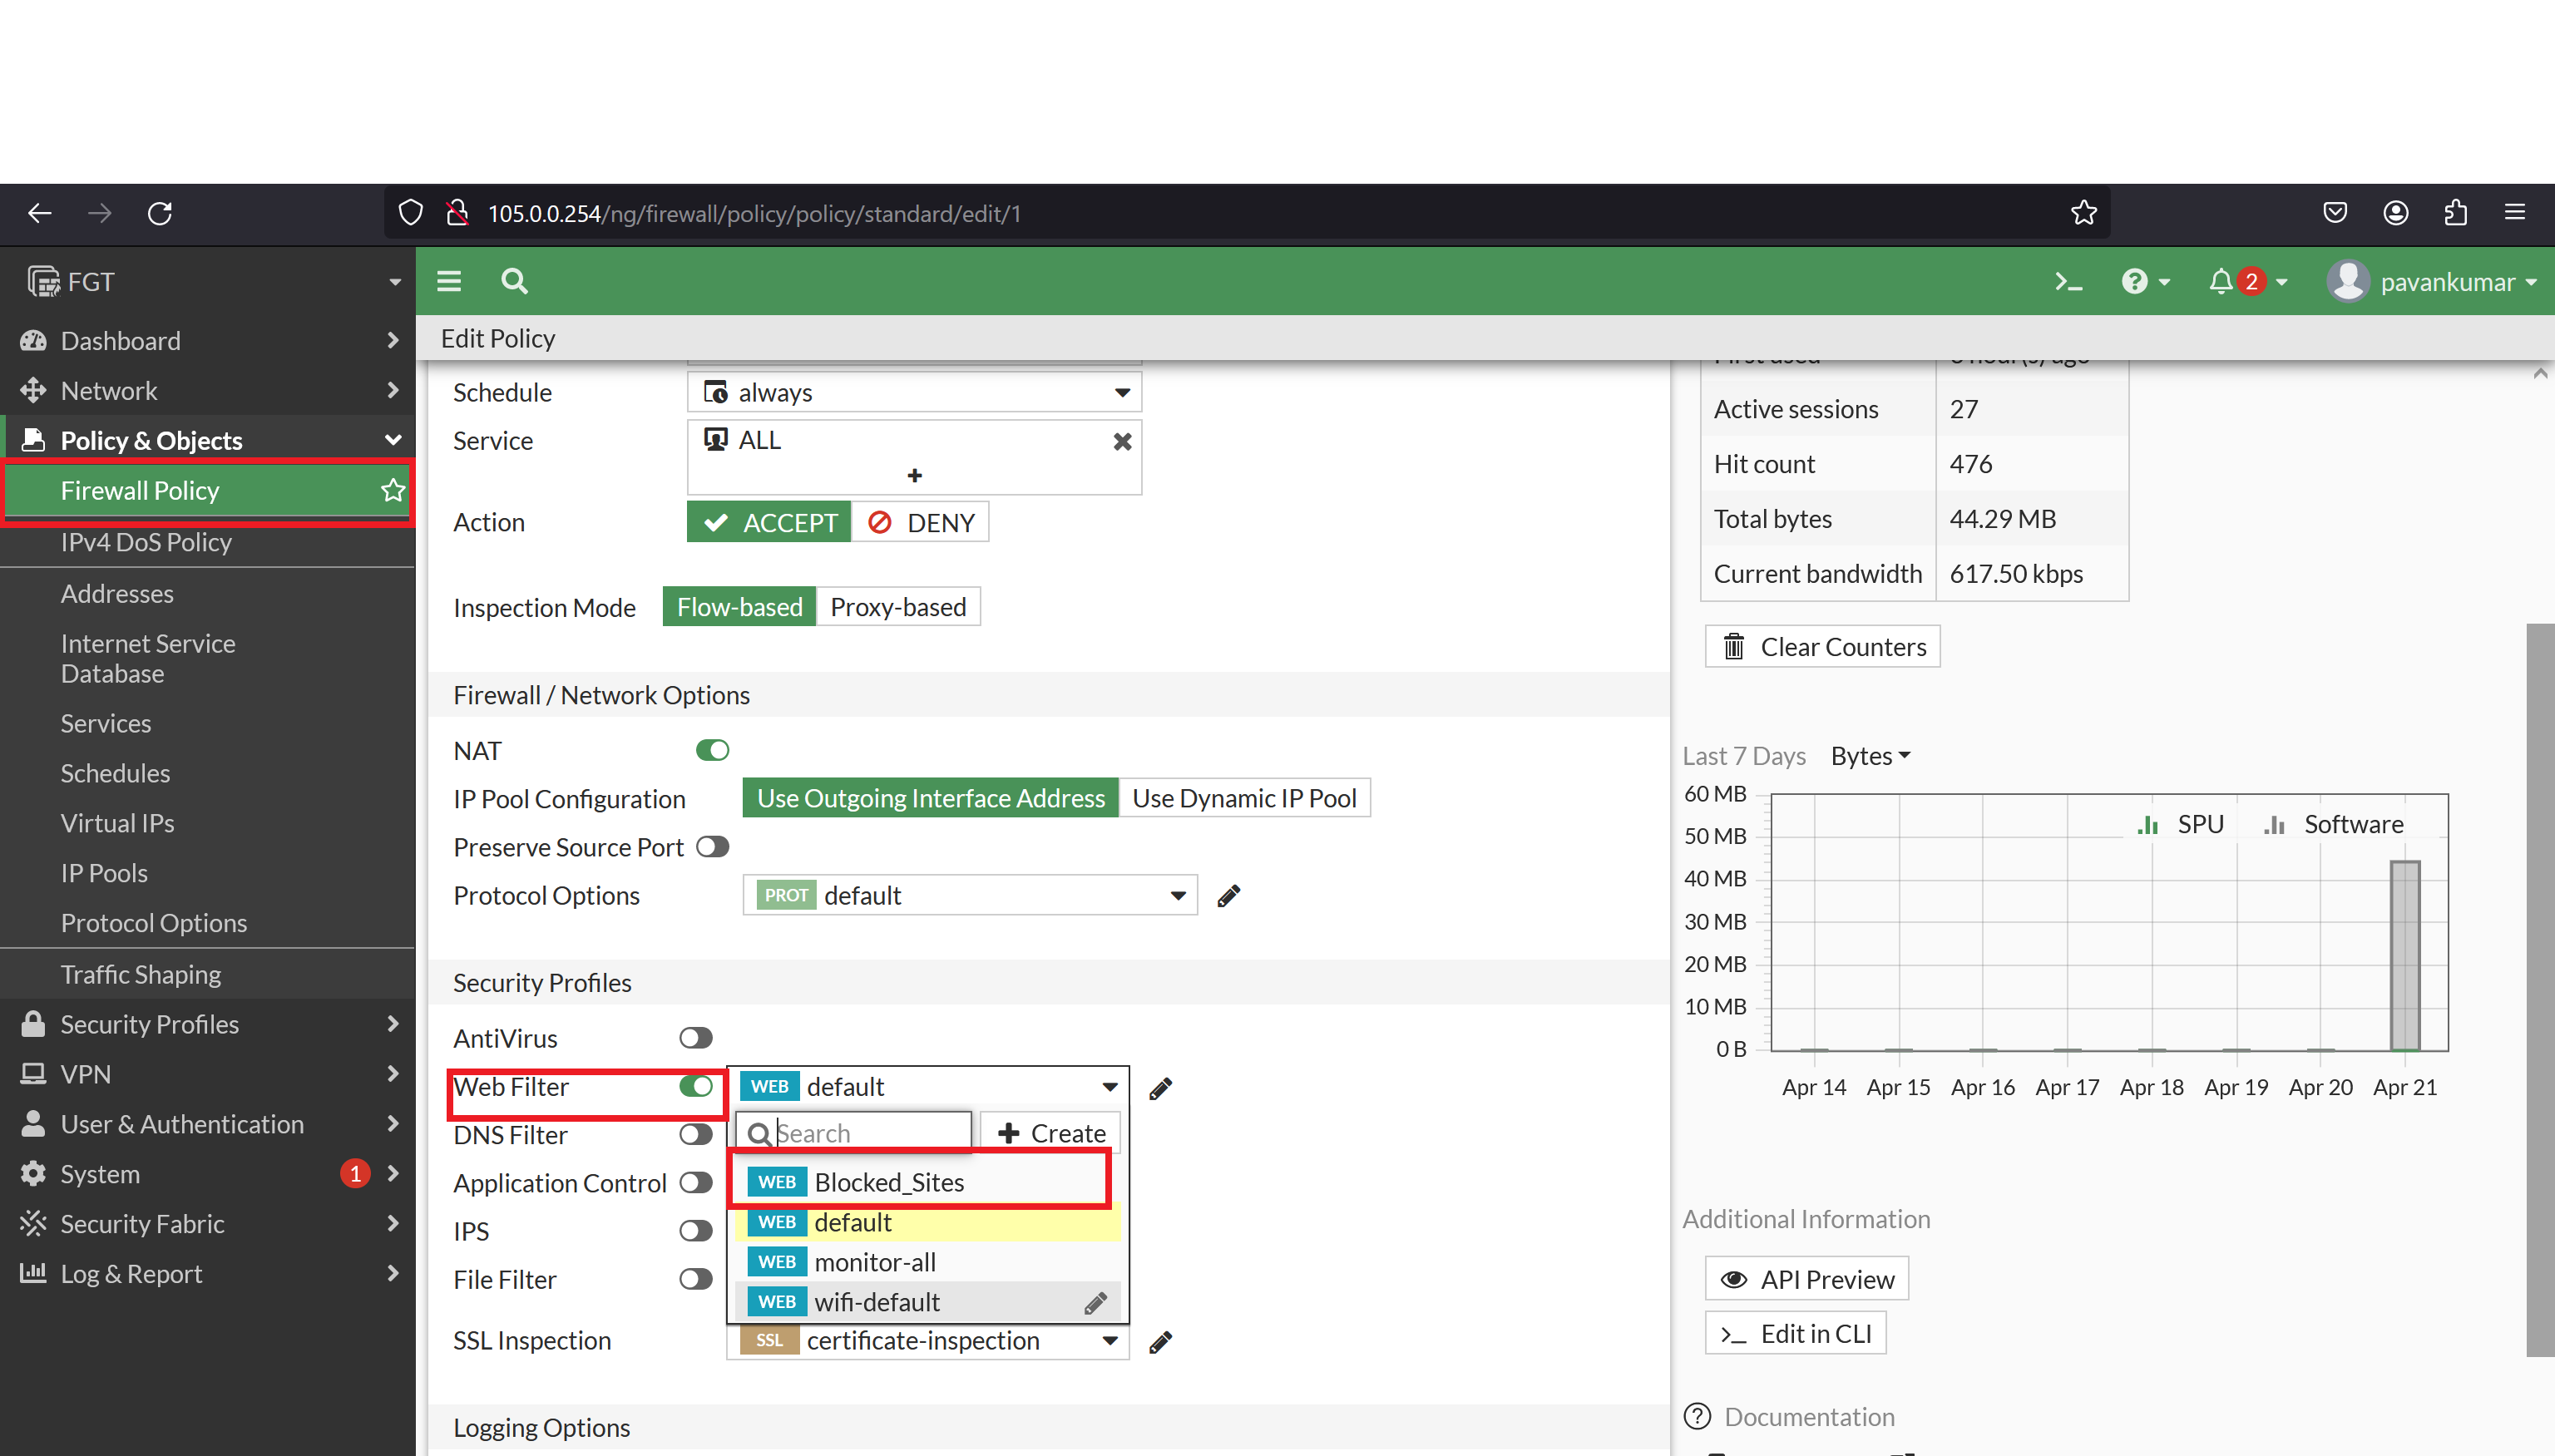 105.0.0.254/ng/firewall/policy/policy/standard/edit/1
FGT
2
pavankumar
Dashboard
Network
Policy & Objects
Firewall Policy
IPv4 DoS Policy
Addresses
Internet Service
Database
Services
Schedules
Virtual IPs
IP Pools
Protocol Options
Traffic Shaping
Security Profiles
VPN
User & Authentication
System 1
Security Fabric
Log & Report
Edit Policy
Schedule always
Service ALL
Action ACCEPT DENY
Inspection Mode Flow-based Proxy-based
Firewall / Network Options
NAT
IP Pool Configuration Use Outgoing Interface Address Use Dynamic IP Pool
Preserve Source Port
Protocol Options PROT default
Security Profiles
AntiVirus
Web Filter WEB default
Search Create
DNS Filter
WEB Blocked_Sites
Application Control
WEB default
IPS
WEB monitor-all
File Filter
WEB wifi-default
SSL Inspection SSL certificate-inspection
Logging Options
Active sessions 27
Hit count 476
Total bytes 44.29 MB
Current bandwidth 617.50 kbps
Clear Counters
Last 7 Days Bytes
SPU Software
60 MB
50 MB
40 MB
30 MB
20 MB
10 MB
0 B
Apr 14 Apr 15 Apr 16 Apr 17 Apr 18 Apr 19 Apr 20 Apr 21
Additional Information
API Preview
Edit in CLI
Documentation